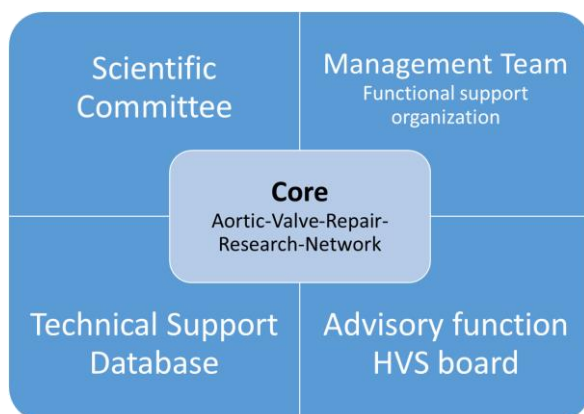 Scientific
Committee
Management Team
Functional support
organization
Core
Aortic-Valve-Repair-
Research-Network
Technical Support
Database
Advisory function
HVS board